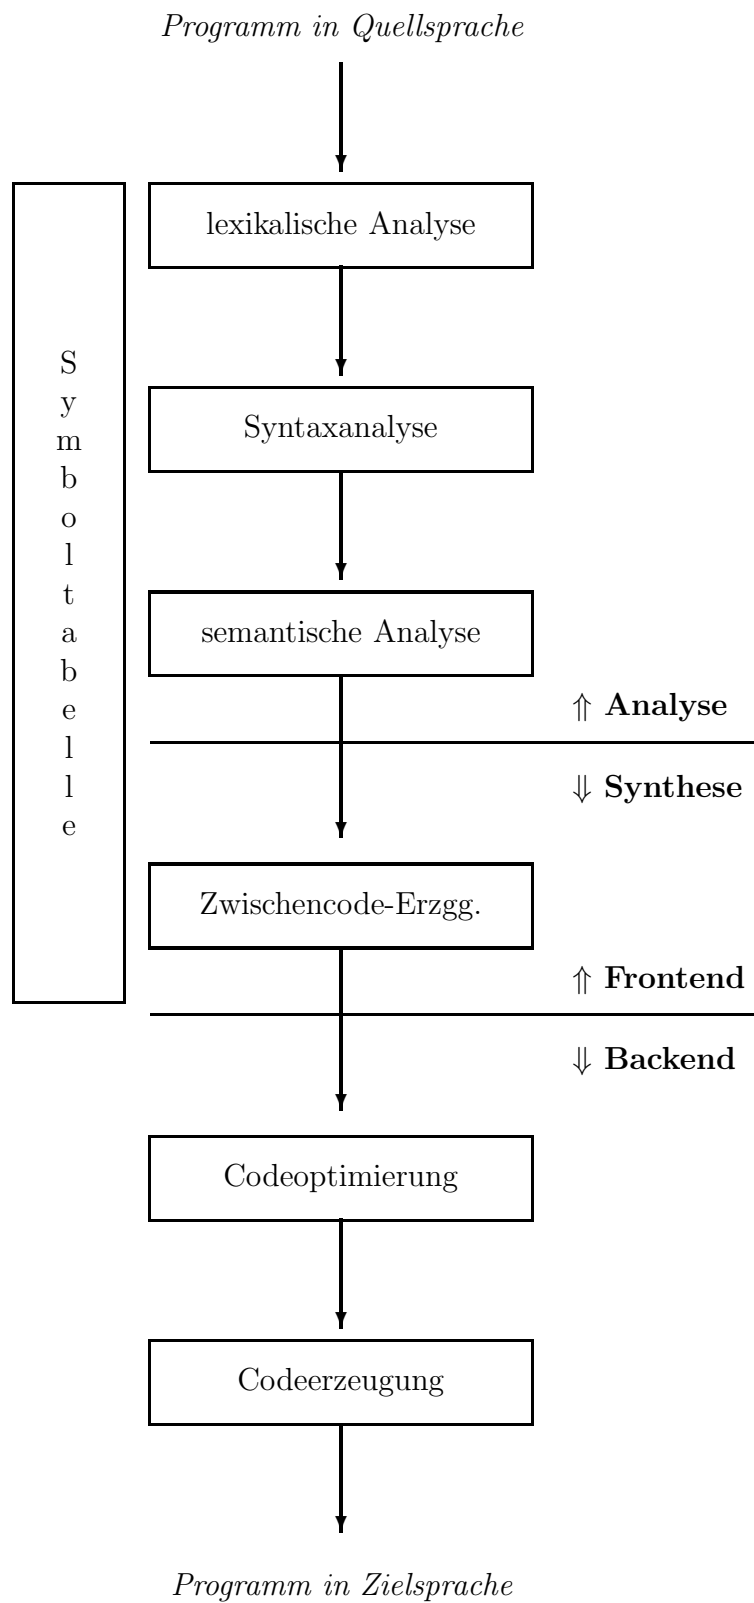 Programm in Quellsprache
lexikalische Analyse
Symboltabelle
Syntaxanalyse
semantische Analyse
⇑ Analyse
⇓ Synthese
Zwischencode-Erzgg.
⇑ Frontend
⇓ Backend
Codeoptimierung
Codeerzeugung
Programm in Zielsprache